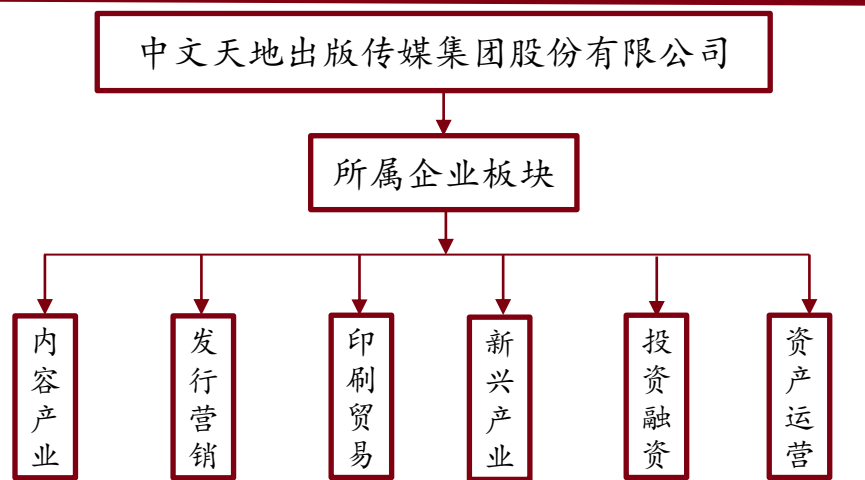 中文天地出版传媒集团股份有限公司
所属企业板块
内容产业
发行营销
印刷贸易
新兴产业
投资融资
资产运营